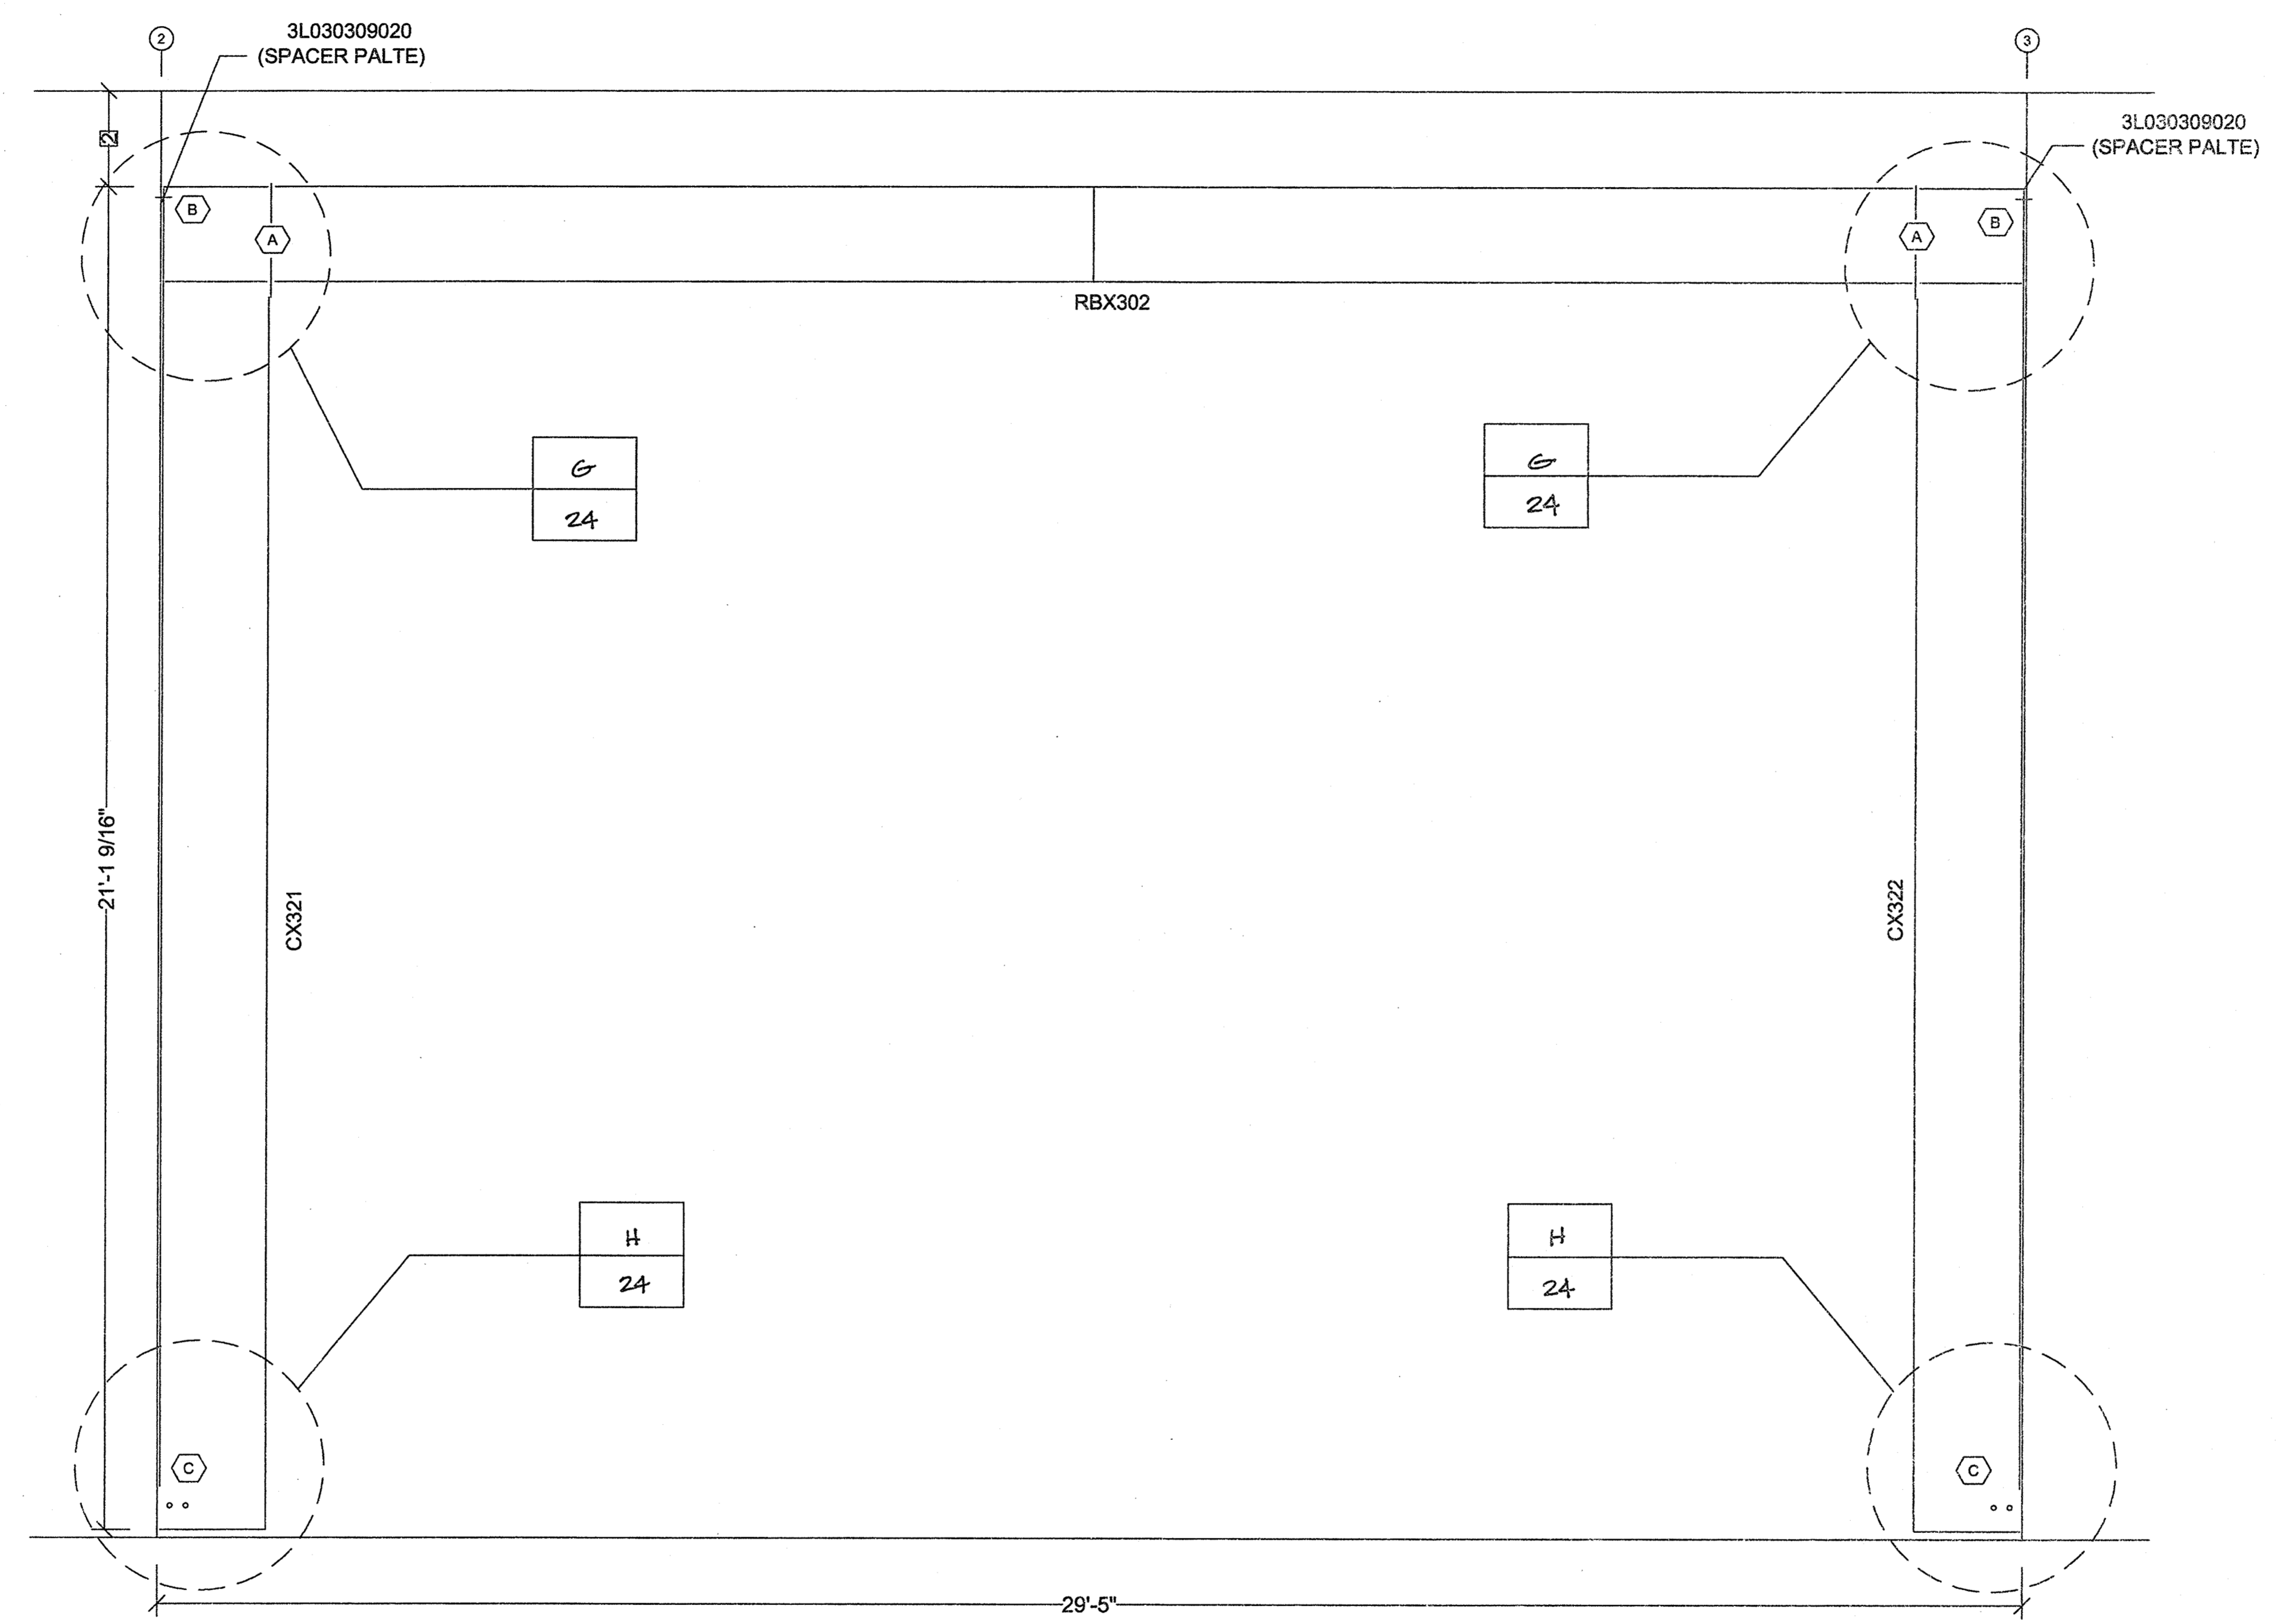 2
3L030309020
(SPACER PALTE)
3
3L030309020
(SPACER PALTE)
2
B
A
A
B
RBX302
G
24
G
24
21'-1 9/16"
CX321
CX322
H
24
H
24
C
C
29'-5"